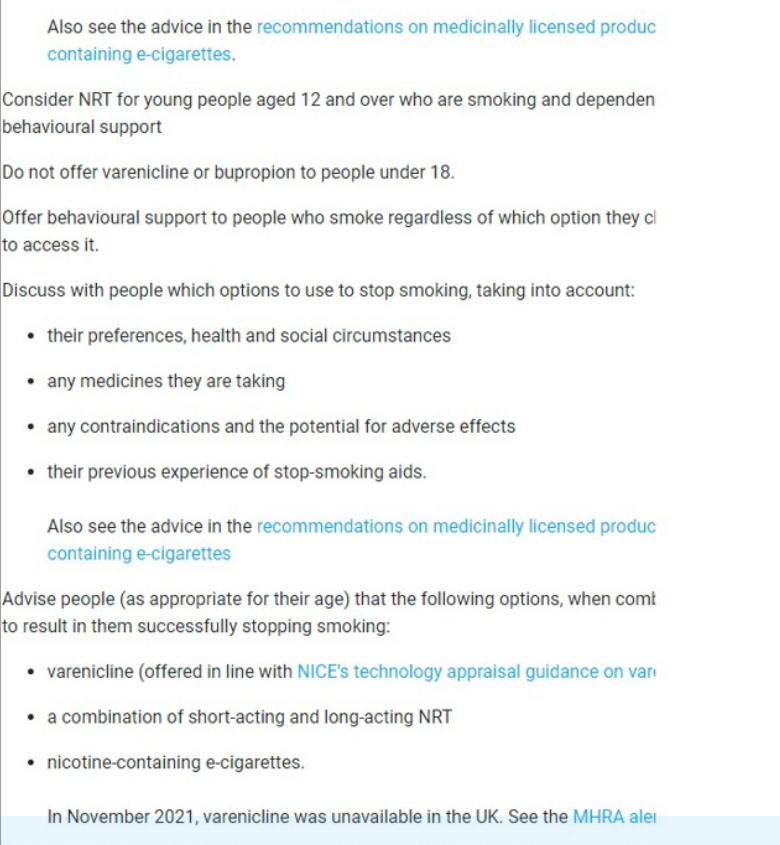 Also see the advice in the recommendations on medicinally licensed produc
containing e-cigarettes.
Consider NRT for young people aged 12 and over who are smoking and dependen
behavioural support
Do not offer varenicline or bupropion to people under 18.
Offer behavioural support to people who smoke regardless of which option they cl
to access it.
Discuss with people which options to use to stop smoking, taking into account:
• their preferences, health and social circumstances
• any medicines they are taking
• any contraindications and the potential for adverse effects
• their previous experience of stop-smoking aids.
Also see the advice in the recommendations on medicinally licensed produc
containing e-cigarettes
Advise people (as appropriate for their age) that the following options, when comb
to result in them successfully stopping smoking:
• varenicline (offered in line with NICE's technology appraisal guidance on vare
• a combination of short-acting and long-acting NRT
• nicotine-containing e-cigarettes.
In November 2021, varenicline was unavailable in the UK. See the MHRA aler